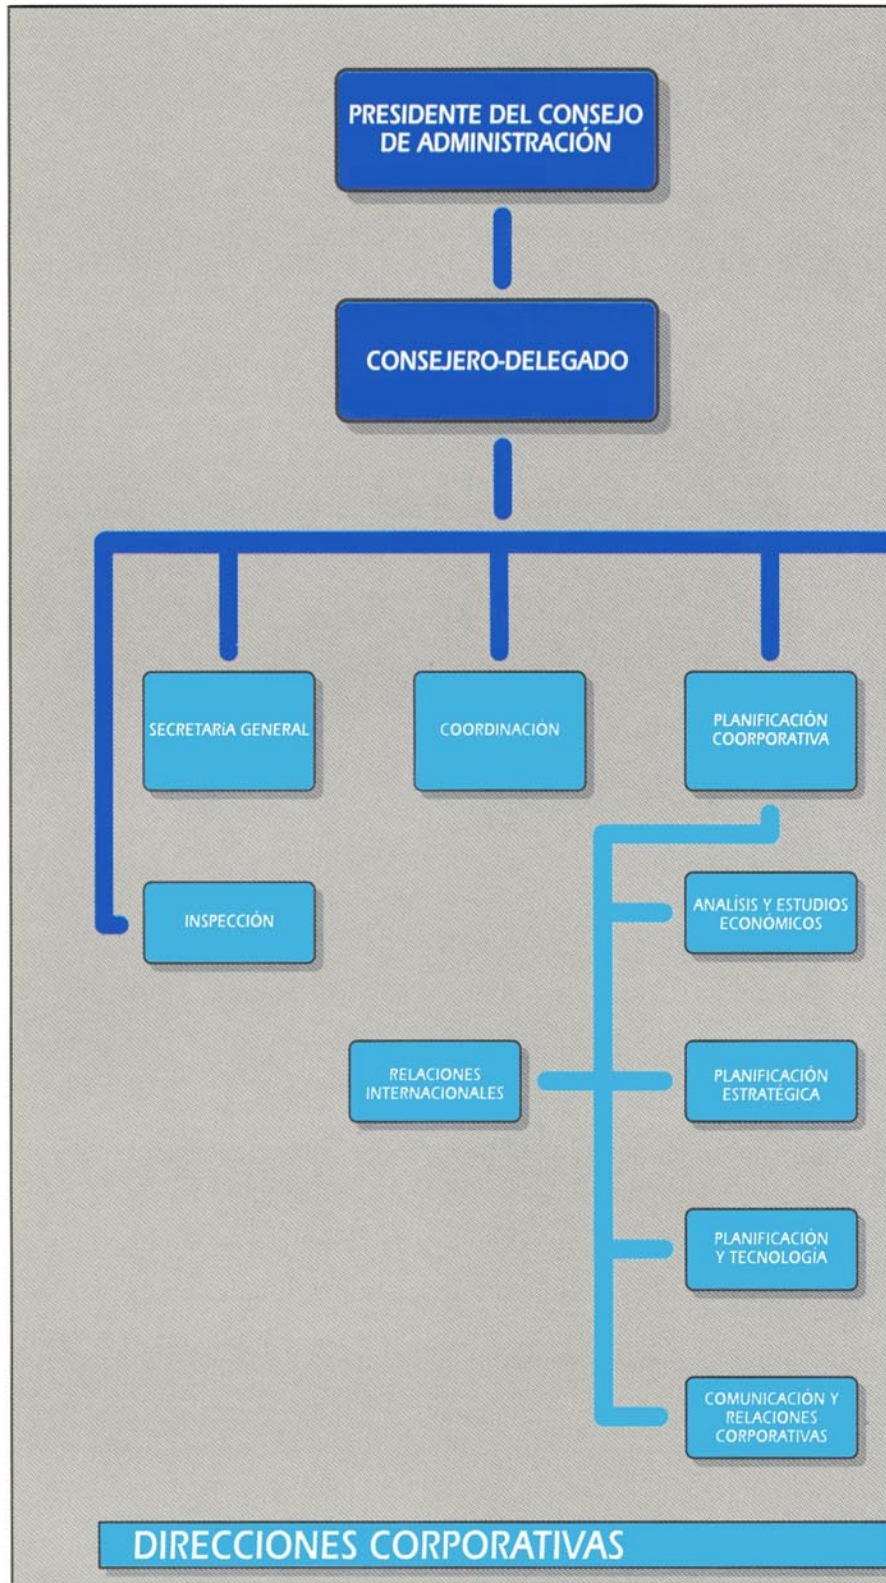 PRESIDENTE DEL CONSEJO
DE ADMINISTRACIÓN
CONSEJERO-DELEGADO
SECRETARíA GENERAL
COORDINACIÓN
PLANIFICACIÓN
COORPORATIVA
INSPECCIÓN
ANALÍSIS Y ESTUDIOS
ECONÓMICOS
RELACIONES
INTERNACIONALES
PLANIFICACIÓN
ESTRATÉGICA
PLANIFICACIÓN
Y TECNOLOGÍA
COMUNICACIÓN Y
RELACIONES
CORPORATIVAS
DIRECCIONES CORPORATIVAS